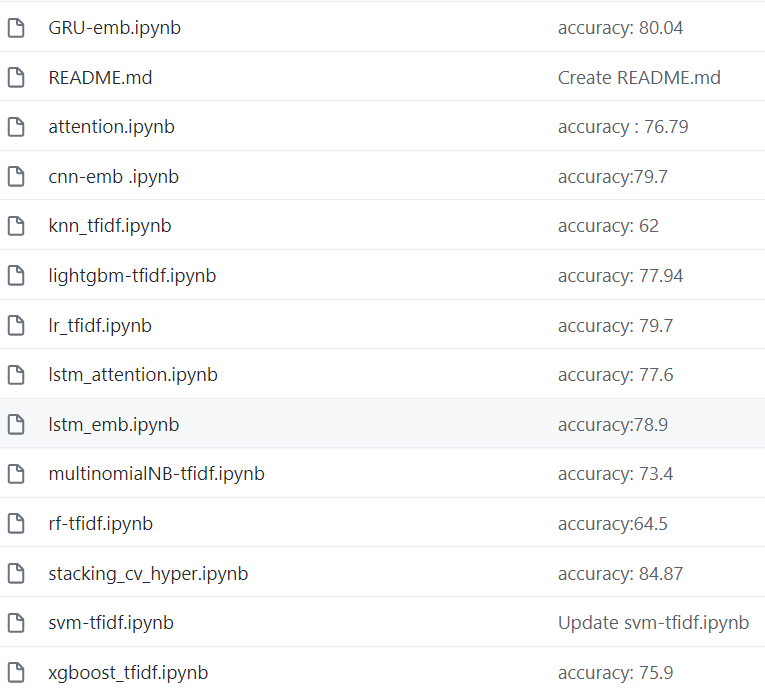 GRU-emb.ipynb accuracy: 80.04
README.md Create README.md
attention.ipynb accuracy : 76.79
cnn-emb .ipynb accuracy:79.7
knn_tfidf.ipynb accuracy: 62
lightgbm-tfidf.ipynb accuracy: 77.94
lr_tfidf.ipynb accuracy: 79.7
lstm_attention.ipynb accuracy: 77.6
lstm_emb.ipynb accuracy:78.9
multinomialNB-tfidf.ipynb accuracy: 73.4
rf-tfidf.ipynb accuracy:64.5
stacking_cv_hyper.ipynb accuracy: 84.87
svm-tfidf.ipynb Update svm-tfidf.ipynb
xgboost_tfidf.ipynb accuracy: 75.9